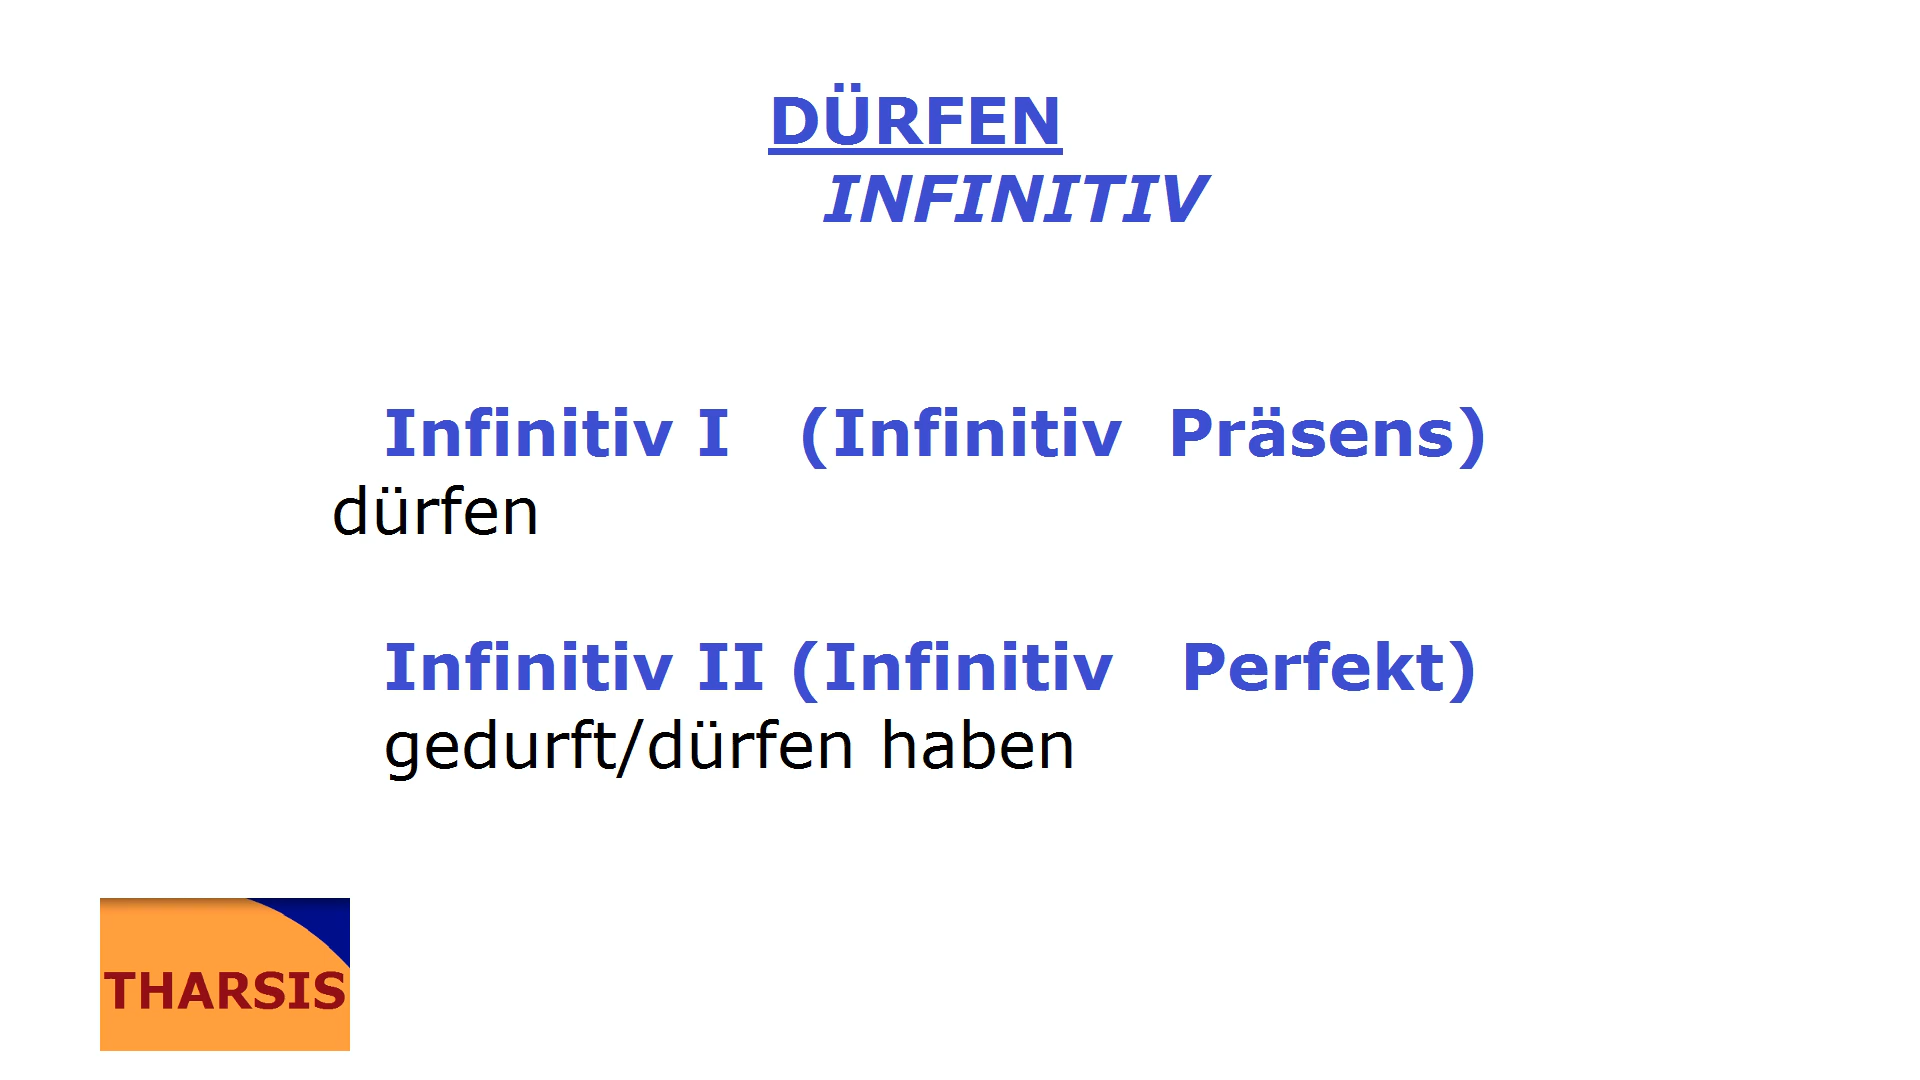 DÜRFEN
INFINITIV
Infinitiv I (Infinitiv Präsens)
dürfen
Infinitiv II (Infinitiv Perfekt)
gedurft/dürfen haben
THARSIS